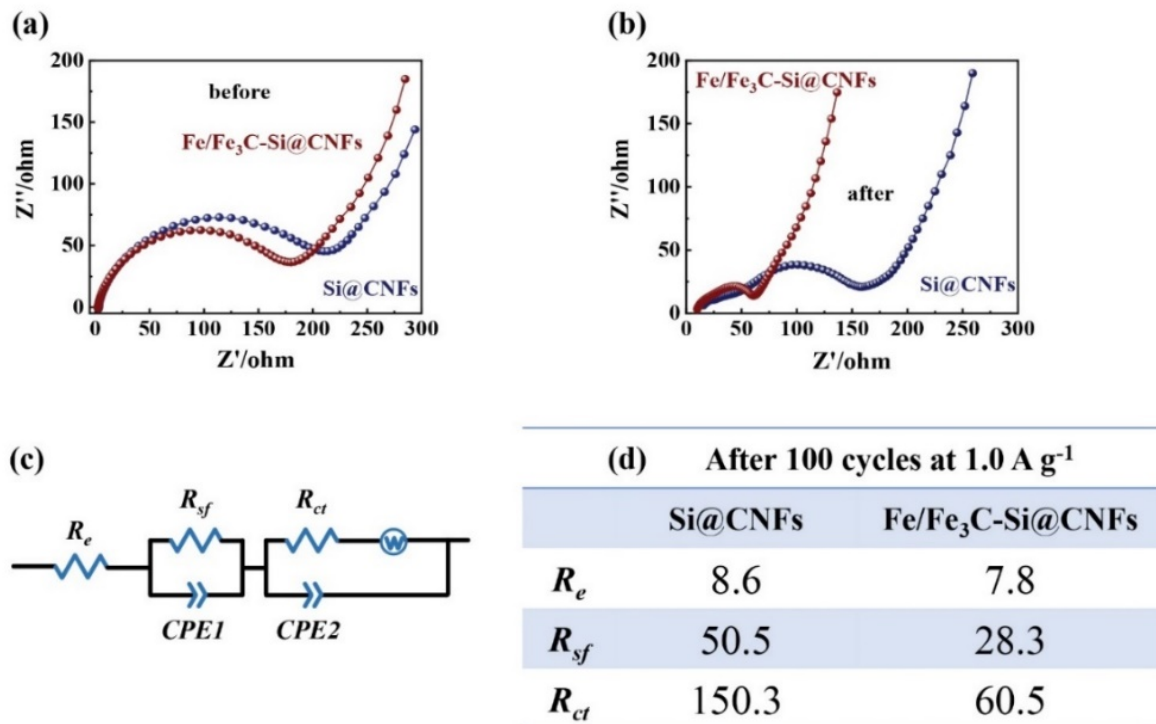 (a)
200
150
100
50
0
Z''/ohm
before
Fe/Fe₃C-Si@CNFs
Si@CNFs
0 50 100 150 200 250 300
Z'/ohm
(b)
200
150
100
50
0
Z''/ohm
Fe/Fe₃C-Si@CNFs
after
Si@CNFs
0 50 100 150 200 250 300
Z'/ohm
(c)
Re
Rsf
Rct
W
CPE1
CPE2
(d) After 100 cycles at 1.0 A g⁻¹
Si@CNFs Fe/Fe₃C-Si@CNFs
Re 8.6 7.8
Rsf 50.5 28.3
Rct 150.3 60.5